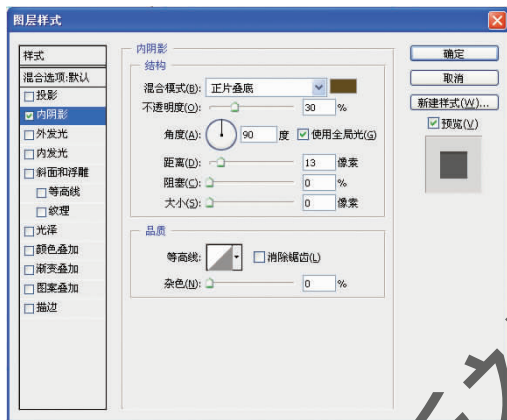 图层样式
样式
混合选项:默认
投影
内阴影
外发光
内发光
斜面和浮雕
等高线
纹理
光泽
颜色叠加
渐变叠加
图案叠加
描边
内阴影
结构
混合模式(B): 正片叠底
不透明度(O): 30 %
角度(A): 90 度 使用全局光(G)
距离(D): 13 像素
阻塞(C): 0 %
大小(S): 0 像素
品质
等高线: 消除锯齿(L)
杂色(N): 0 %
确定
取消
新建样式(W)...
预览(V)